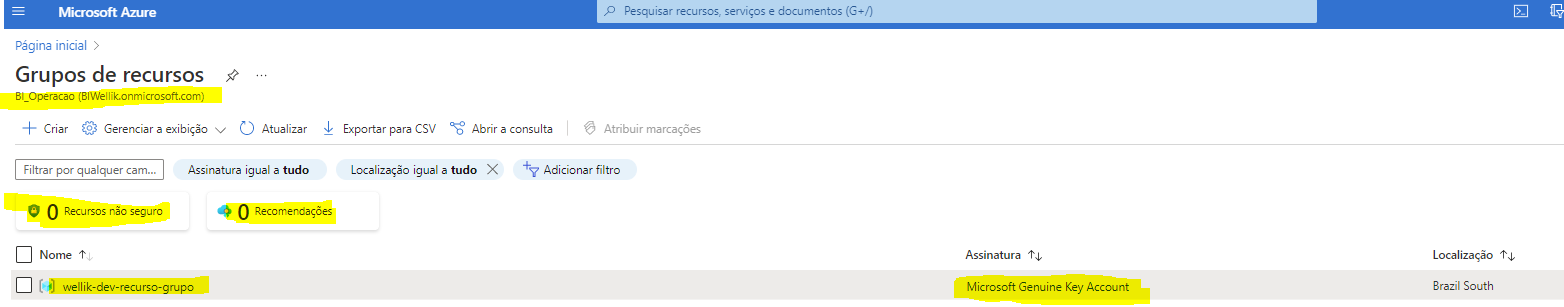 Microsoft Azure
Pesquisar recursos, serviços e documentos (G+/)
Página inicial
Grupos de recursos
BI_Operacao (BIWellik.onmicrosoft.com)
Criar Gerenciar a exibição Atualizar Exportar para CSV Abrir a consulta Atribuir marcações
Filtrar por qualquer cam... Assinatura igual a tudo Localização igual a tudo Adicionar filtro
0 Recursos não seguro 0 Recomendações
Nome Assinatura Localização
wellik-dev-recurso-grupo Microsoft Genuine Key Account Brazil South